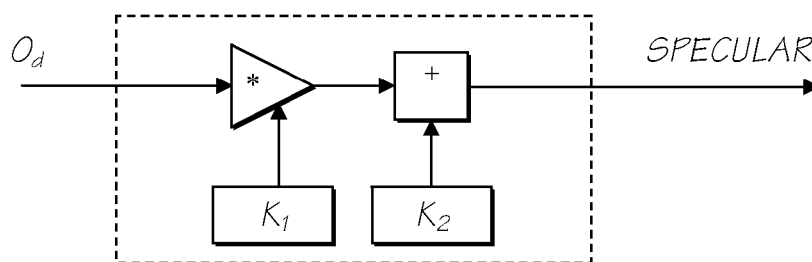 O_d
SPECULAR
*
+
K_1
K_2